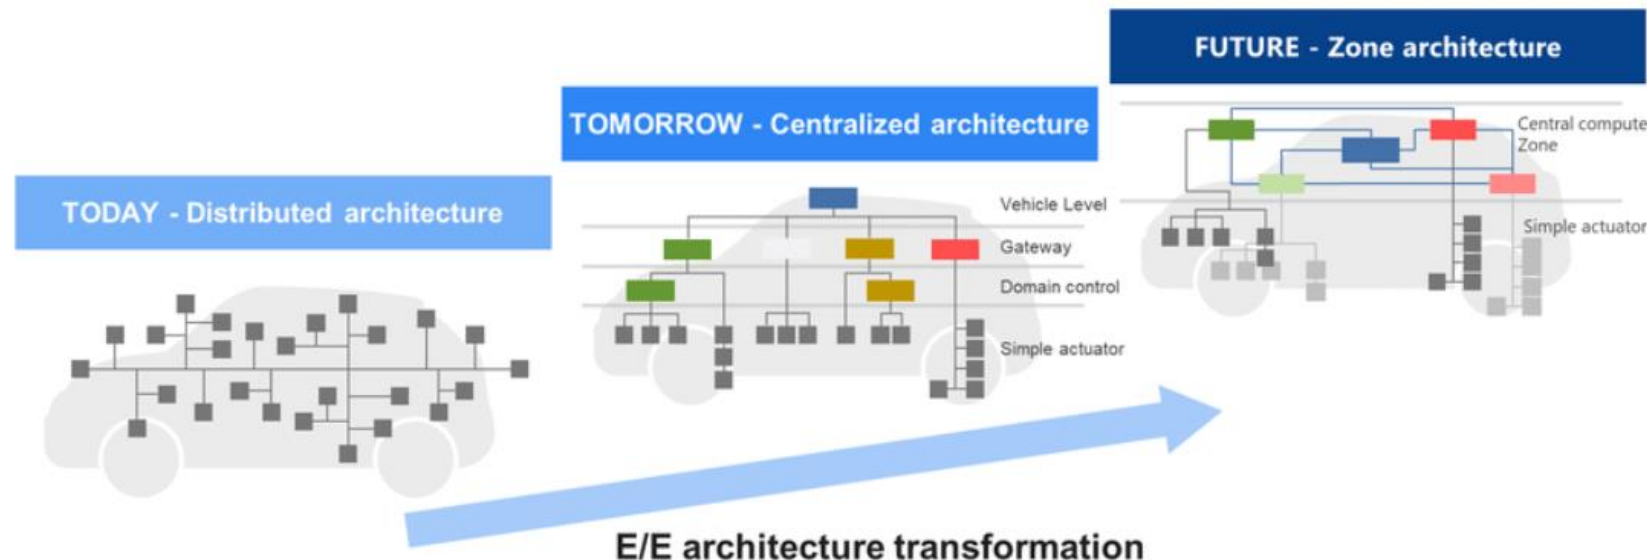 FUTURE - Zone architecture
TOMORROW - Centralized architecture
TODAY - Distributed architecture
Vehicle Level
Gateway
Domain control
Simple actuator
Central compute
Zone
Simple actuator
E/E architecture transformation